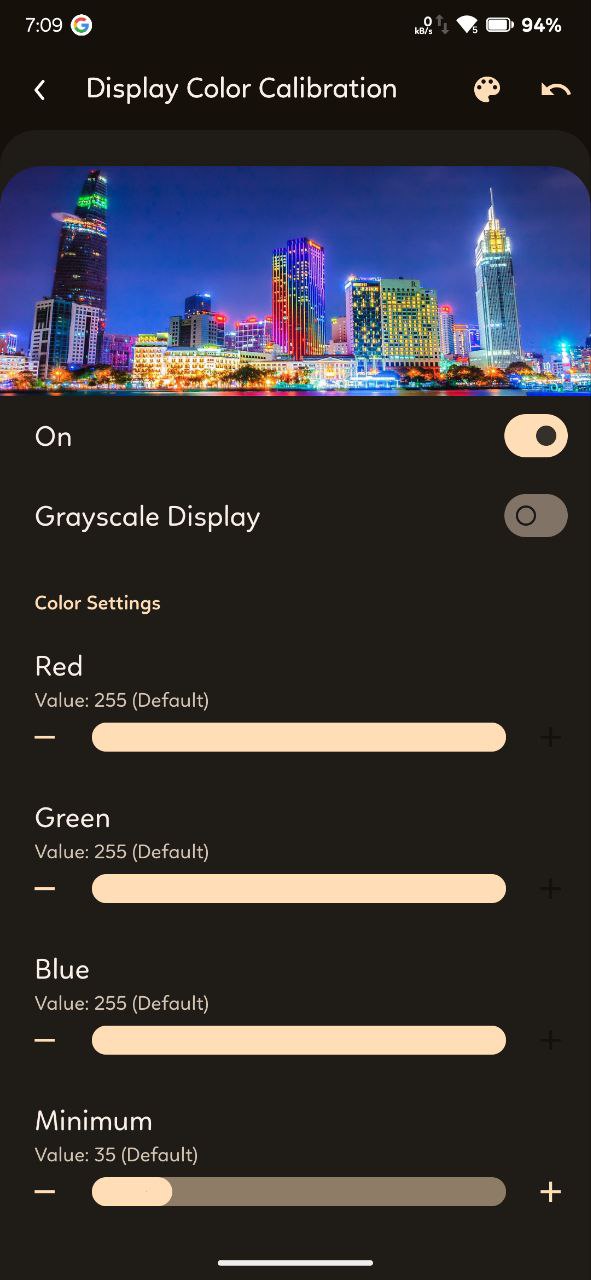 7:09
0
kB/s
5
94%
Display Color Calibration
On
Grayscale Display
Color Settings
Red
Value: 255 (Default)
Green
Value: 255 (Default)
Blue
Value: 255 (Default)
Minimum
Value: 35 (Default)